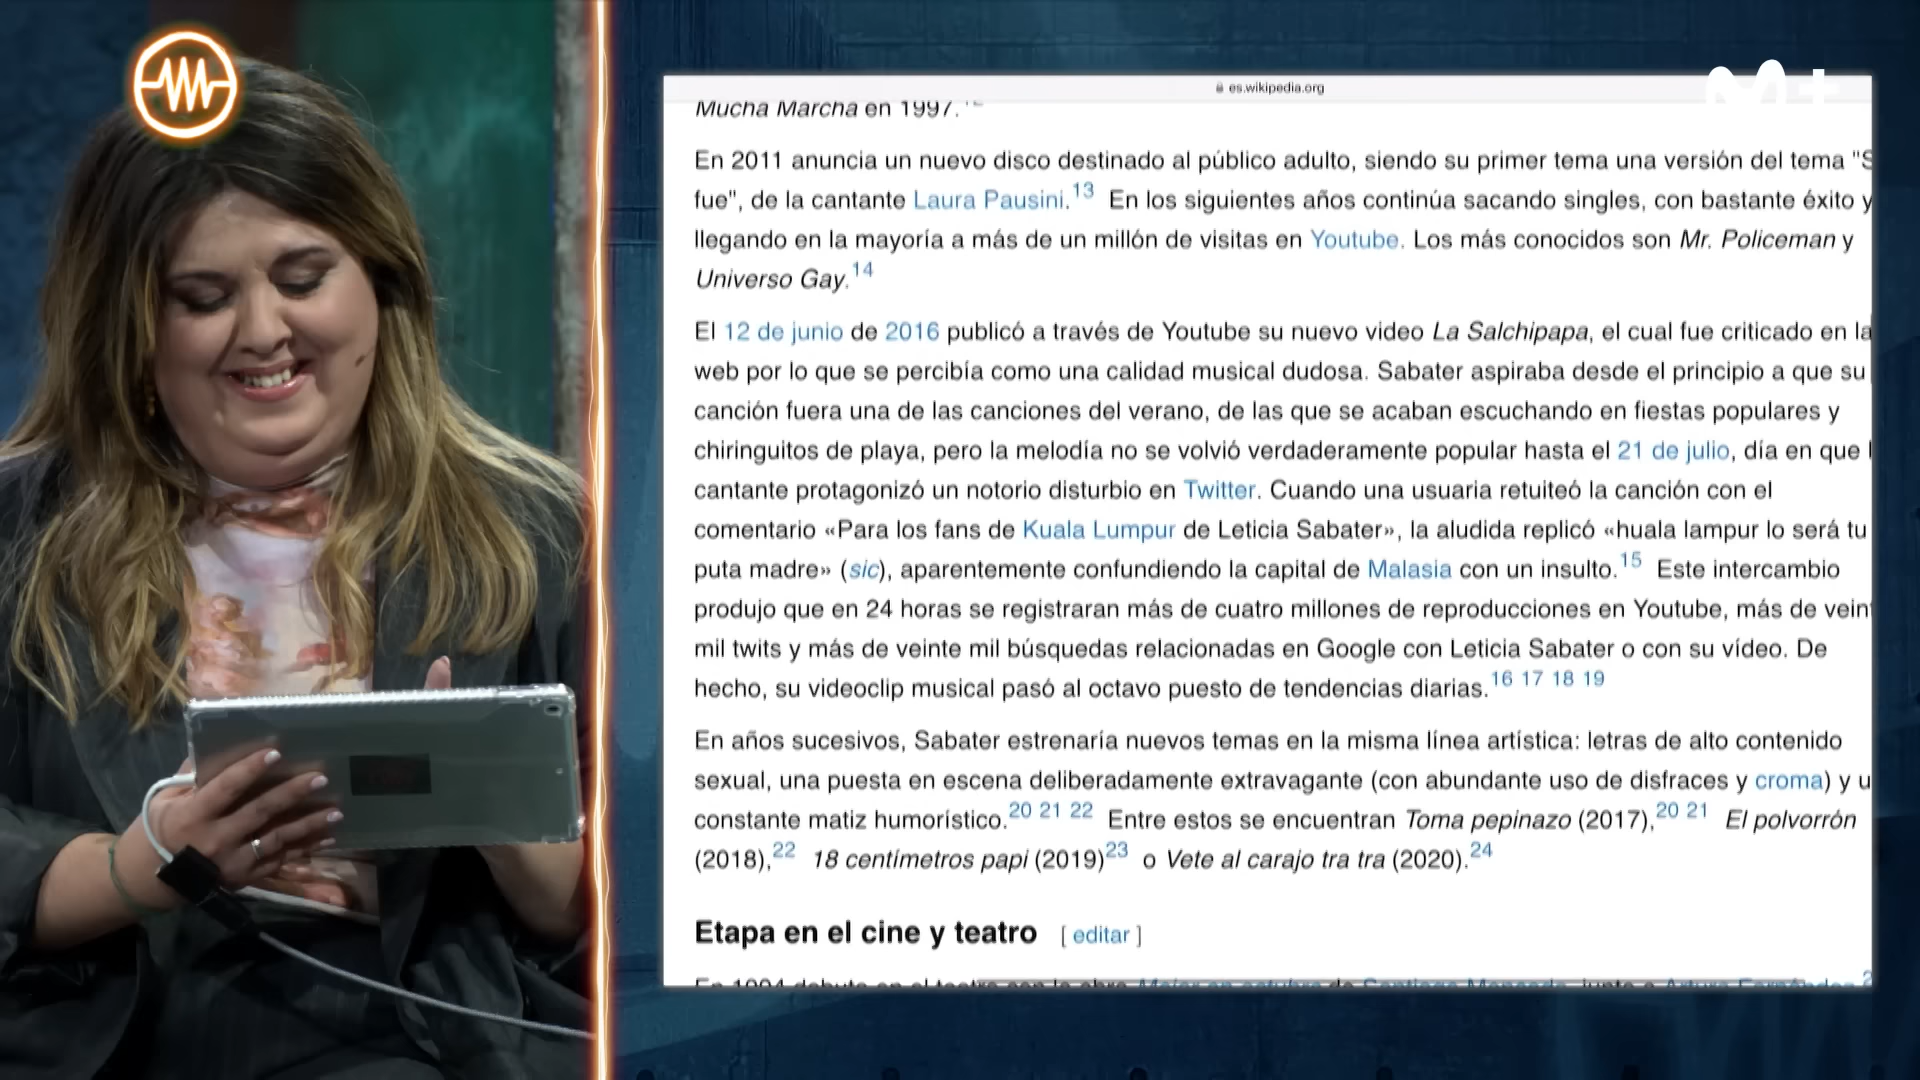 M+
es.wikipedia.org
Mucha Marcha en 1997.12
En 2011 anuncia un nuevo disco destinado al público adulto, siendo su primer tema una versión del tema "S
fue", de la cantante Laura Pausini.13 En los siguientes años continúa sacando singles, con bastante éxito y
llegando en la mayoría a más de un millón de visitas en Youtube. Los más conocidos son Mr. Policeman y
Universo Gay.14
El 12 de junio de 2016 publicó a través de Youtube su nuevo video La Salchipapa, el cual fue criticado en la
web por lo que se percibía como una calidad musical dudosa. Sabater aspiraba desde el principio a que su
canción fuera una de las canciones del verano, de las que se acaban escuchando en fiestas populares y
chiringuitos de playa, pero la melodía no se volvió verdaderamente popular hasta el 21 de julio, día en que l
cantante protagonizó un notorio disturbio en Twitter. Cuando una usuaria retuiteó la canción con el
comentario «Para los fans de Kuala Lumpur de Leticia Sabater», la aludida replicó «huala lampur lo será tu
puta madre» (sic), aparentemente confundiendo la capital de Malasia con un insulto.15 Este intercambio
produjo que en 24 horas se registraran más de cuatro millones de reproducciones en Youtube, más de vein
mil twits y más de veinte mil búsquedas relacionadas en Google con Leticia Sabater o con su vídeo. De
hecho, su videoclip musical pasó al octavo puesto de tendencias diarias.16 17 18 19
En años sucesivos, Sabater estrenaría nuevos temas en la misma línea artística: letras de alto contenido
sexual, una puesta en escena deliberadamente extravagante (con abundante uso de disfraces y croma) y u
constante matiz humorístico.20 21 22 Entre estos se encuentran Toma pepinazo (2017),20 21 El polvorrón
(2018),22 18 centímetros papi (2019)23 o Vete al carajo tra tra (2020).24
Etapa en el cine y teatro [ editar ]
En 1994 debuta en el teatro con la obra